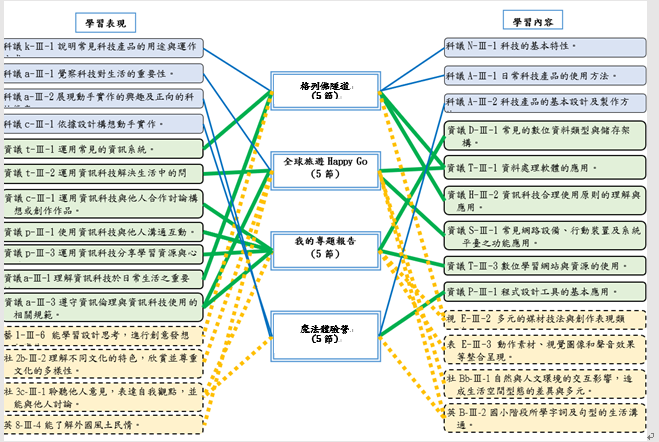 學習表現
科議 k-Ⅲ-1 說明常見科技產品的用途與運作
科議 a-Ⅲ-1 覺察科技對生活的重要性。
科議 a-Ⅲ-2 展現動手實作的興趣及正向的科
科議 c-Ⅲ-1 依據設計構想動手實作。
資議 t-Ⅲ-1 運用常見的資訊系統。
資議 t-Ⅲ-2 運用資訊科技解決生活中的問
資議 c-Ⅲ-1 運用資訊科技與他人合作討論構
想或創作作品。
資議 p-Ⅲ-1 使用資訊科技與他人溝通互動。
資議 p-Ⅲ-3 運用資訊科技分享學習資源與心
資議 a-Ⅲ-1 理解資訊科技於日常生活之重要
資議 a-Ⅲ-3 遵守資訊倫理與資訊科技使用的
相關規範。
藝 1-Ⅲ-6 能學習設計思考，進行創意發想
社 2b-Ⅲ-2 理解不同文化的特色，欣賞並尊重
文化的多樣性。
社 3c-Ⅲ-1 聆聽他人意見，表達自我觀點，並
能與他人討論。
英 8-Ⅲ-4 能了解外國風土民情。
格列佛隧道
(5 節)
全球旅遊 Happy Go
(5 節)
我的專題報告
(5 節)
魔法體驗營
(5 節)
學習內容
科議 N-Ⅲ-1 科技的基本特性。
科議 A-Ⅲ-1 日常科技產品的使用方法。
科議 A-Ⅲ-2 科技產品的基本設計及製作方
資議 D-Ⅲ-1 常見的數位資料類型與儲存架
構。
資議 T-Ⅲ-1 資料處理軟體的應用。
資議 H-Ⅲ-2 資訊科技合理使用原則的理解與
應用。
資議 S-Ⅲ-1 常見網路設備、行動裝置及系統
平臺之功能應用。
資議 T-Ⅲ-3 數位學習網站與資源的使用。
資議 P-Ⅲ-1 程式設計工具的基本應用。
視 E-Ⅲ-2 多元的媒材技法與創作表現類
表 E-Ⅲ-3 動作素材、視覺圖像和聲音效果
等整合呈現。
社 Bb-Ⅲ-1 自然與人文環境的交互影響，造
成生活空間型態的差異與多元。
英 B-Ⅲ-2 國小階段所學字詞及句型的生活溝
通。